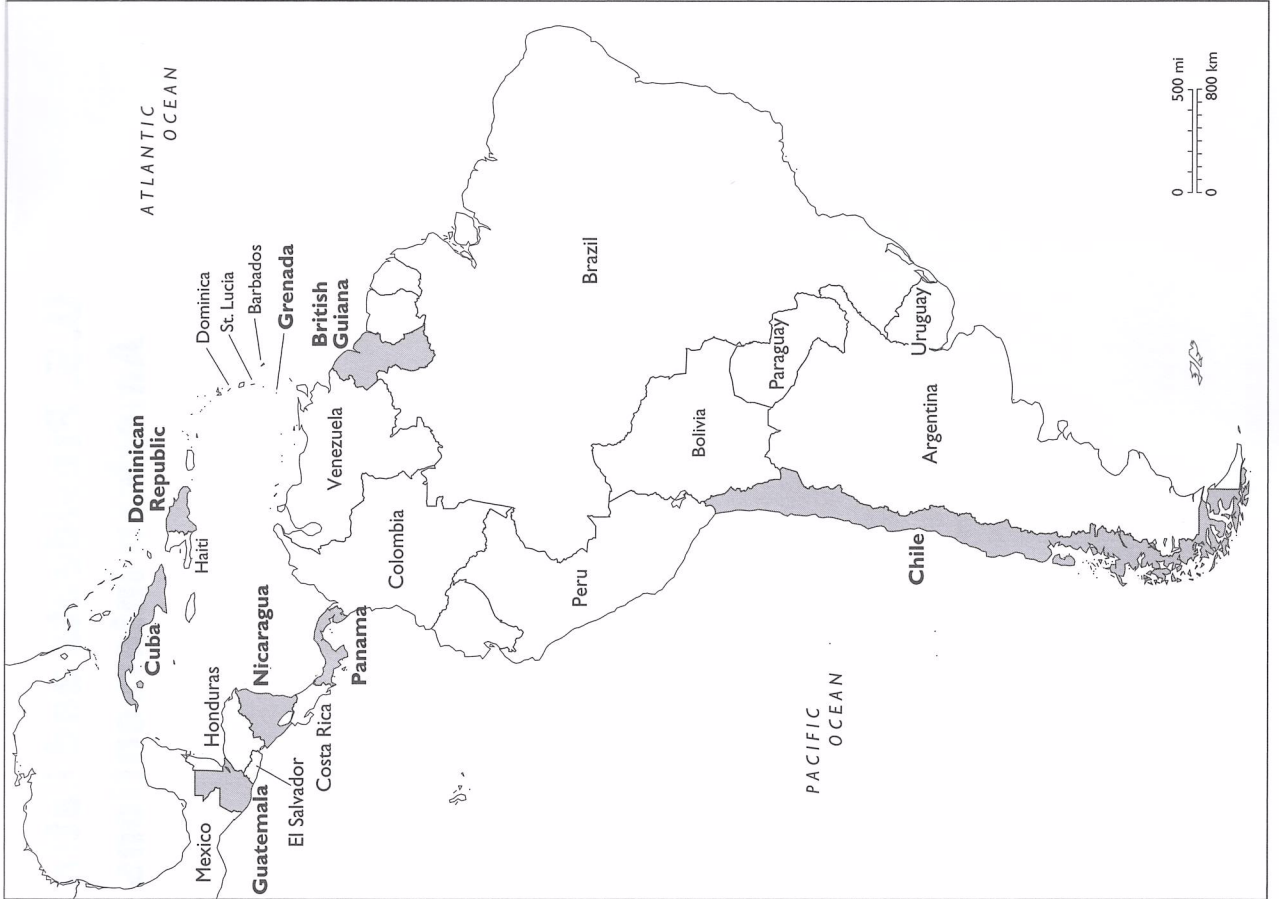 ATLANTIC
OCEAN
Dominica
St. Lucia
Barbados
Grenada
British
Guiana
Dominican
Republic
Haiti
Cuba
Nicaragua
Honduras
Panama
Costa Rica
El Salvador
Guatemala
Mexico
Venezuela
Colombia
Brazil
Peru
Bolivia
Paraguay
Uruguay
Argentina
Chile
PACIFIC
OCEAN
0 500 mi
0 800 km